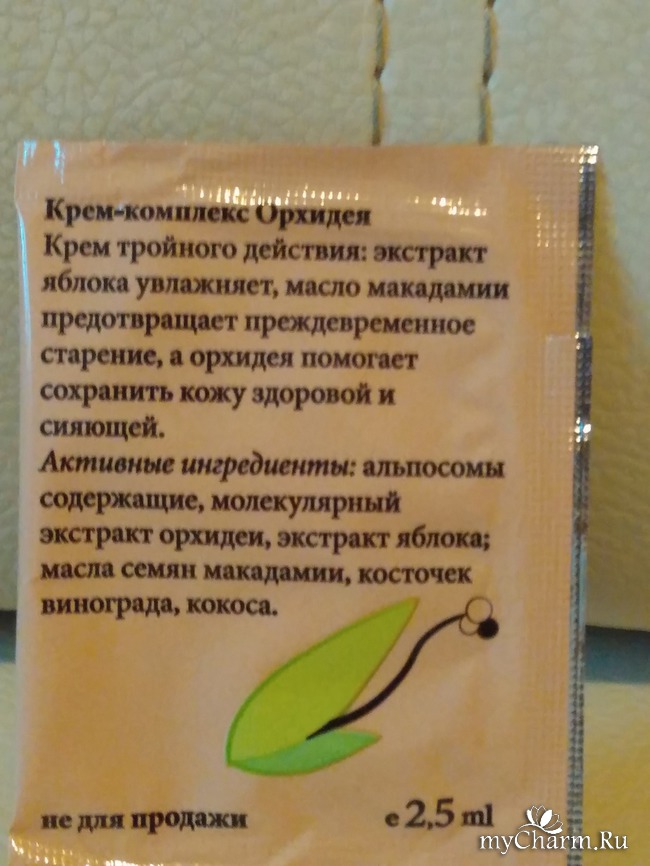 Крем-комплекс Орхидея
Крем тройного действия: экстракт
яблока увлажняет, масло макадамии
предотвращает преждевременное
старение, а орхидея помогает
сохранить кожу здоровой и
сияющей.
Активные ингредиенты: альпосомы
содержащие, молекулярный
экстракт орхидеи, экстракт яблока;
масла семян макадамии, косточек
винограда, кокоса.
не для продажи e 2,5 ml
myCharm.Ru